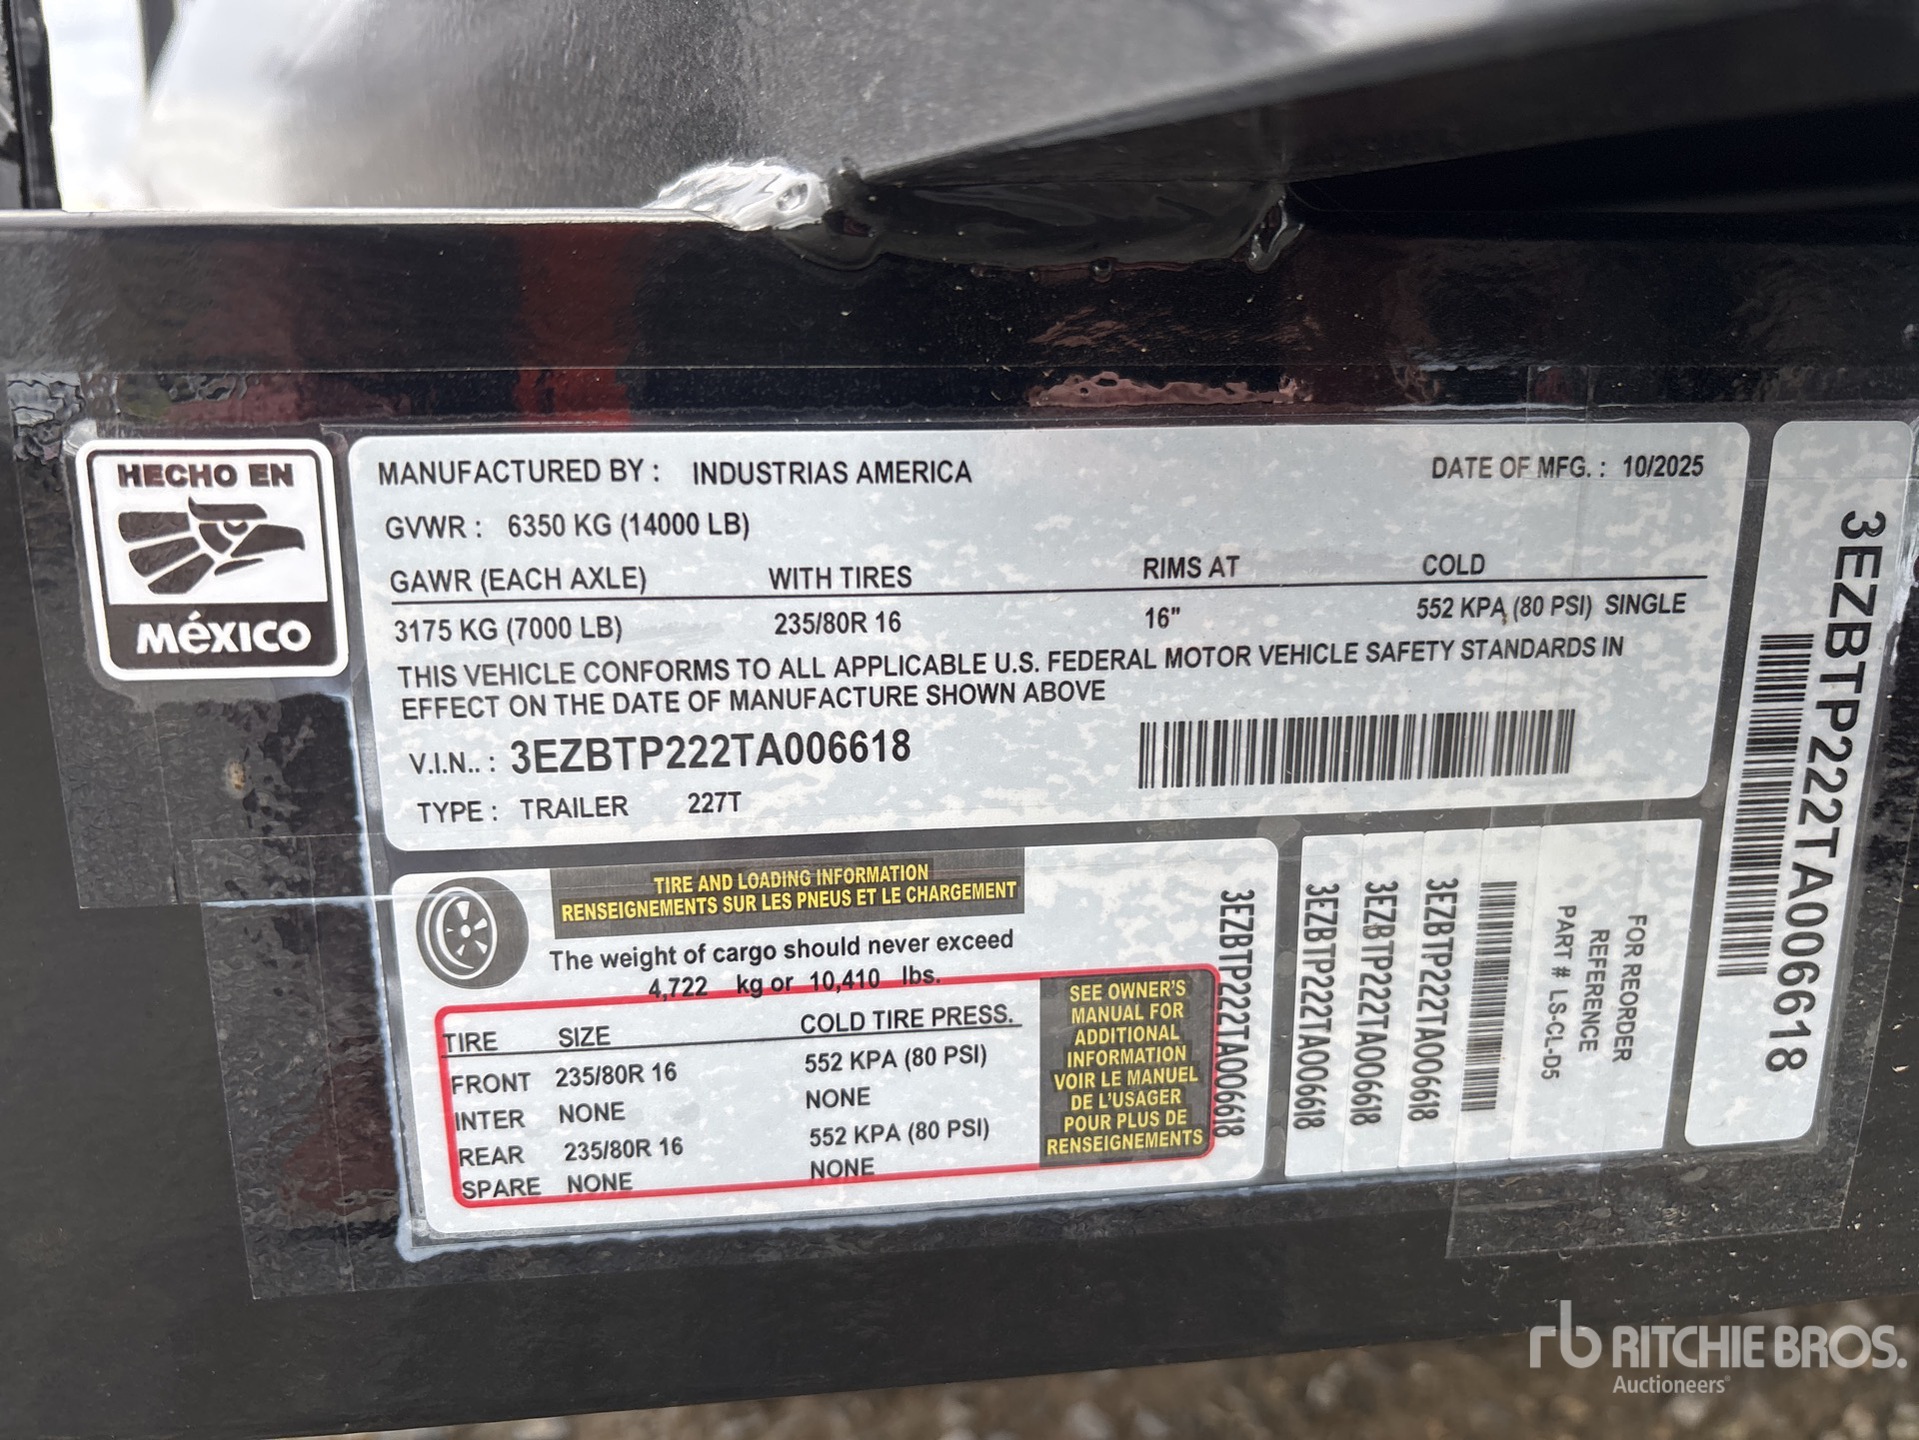 HECHO EN
MéXICO
MANUFACTURED BY : INDUSTRIAS AMERICA
DATE OF MFG. : 10/2025
GVWR : 6350 KG (14000 LB)
GAWR (EACH AXLE) WITH TIRES RIMS AT COLD
3175 KG (7000 LB) 235/80R 16 16" 552 KPA (80 PSI) SINGLE
THIS VEHICLE CONFORMS TO ALL APPLICABLE U.S. FEDERAL MOTOR VEHICLE SAFETY STANDARDS IN
EFFECT ON THE DATE OF MANUFACTURE SHOWN ABOVE
V.I.N.. : 3EZBTP222TA006618
TYPE : TRAILER 227T
TIRE AND LOADING INFORMATION
RENSEIGNEMENTS SUR LES PNEUS ET LE CHARGEMENT
The weight of cargo should never exceed
4,722 kg or 10,410 lbs.
TIRE SIZE COLD TIRE PRESS.
FRONT 235/80R 16 552 KPA (80 PSI)
INTER NONE NONE
REAR 235/80R 16 552 KPA (80 PSI)
SPARE NONE NONE
SEE OWNER'S
MANUAL FOR
ADDITIONAL
INFORMATION
VOIR LE MANUEL
DE L'USAGER
POUR PLUS DE
RENSEIGNEMENTS
3EZBTP222TA006618
3EZBTP222TA006618
3EZBTP222TA006618
3EZBTP222TA006618
FOR REORDER
REFERENCE
PART # LS-CL-D5
3EZBTP222TA006618
rb RITCHIE BROS.
Auctioneers